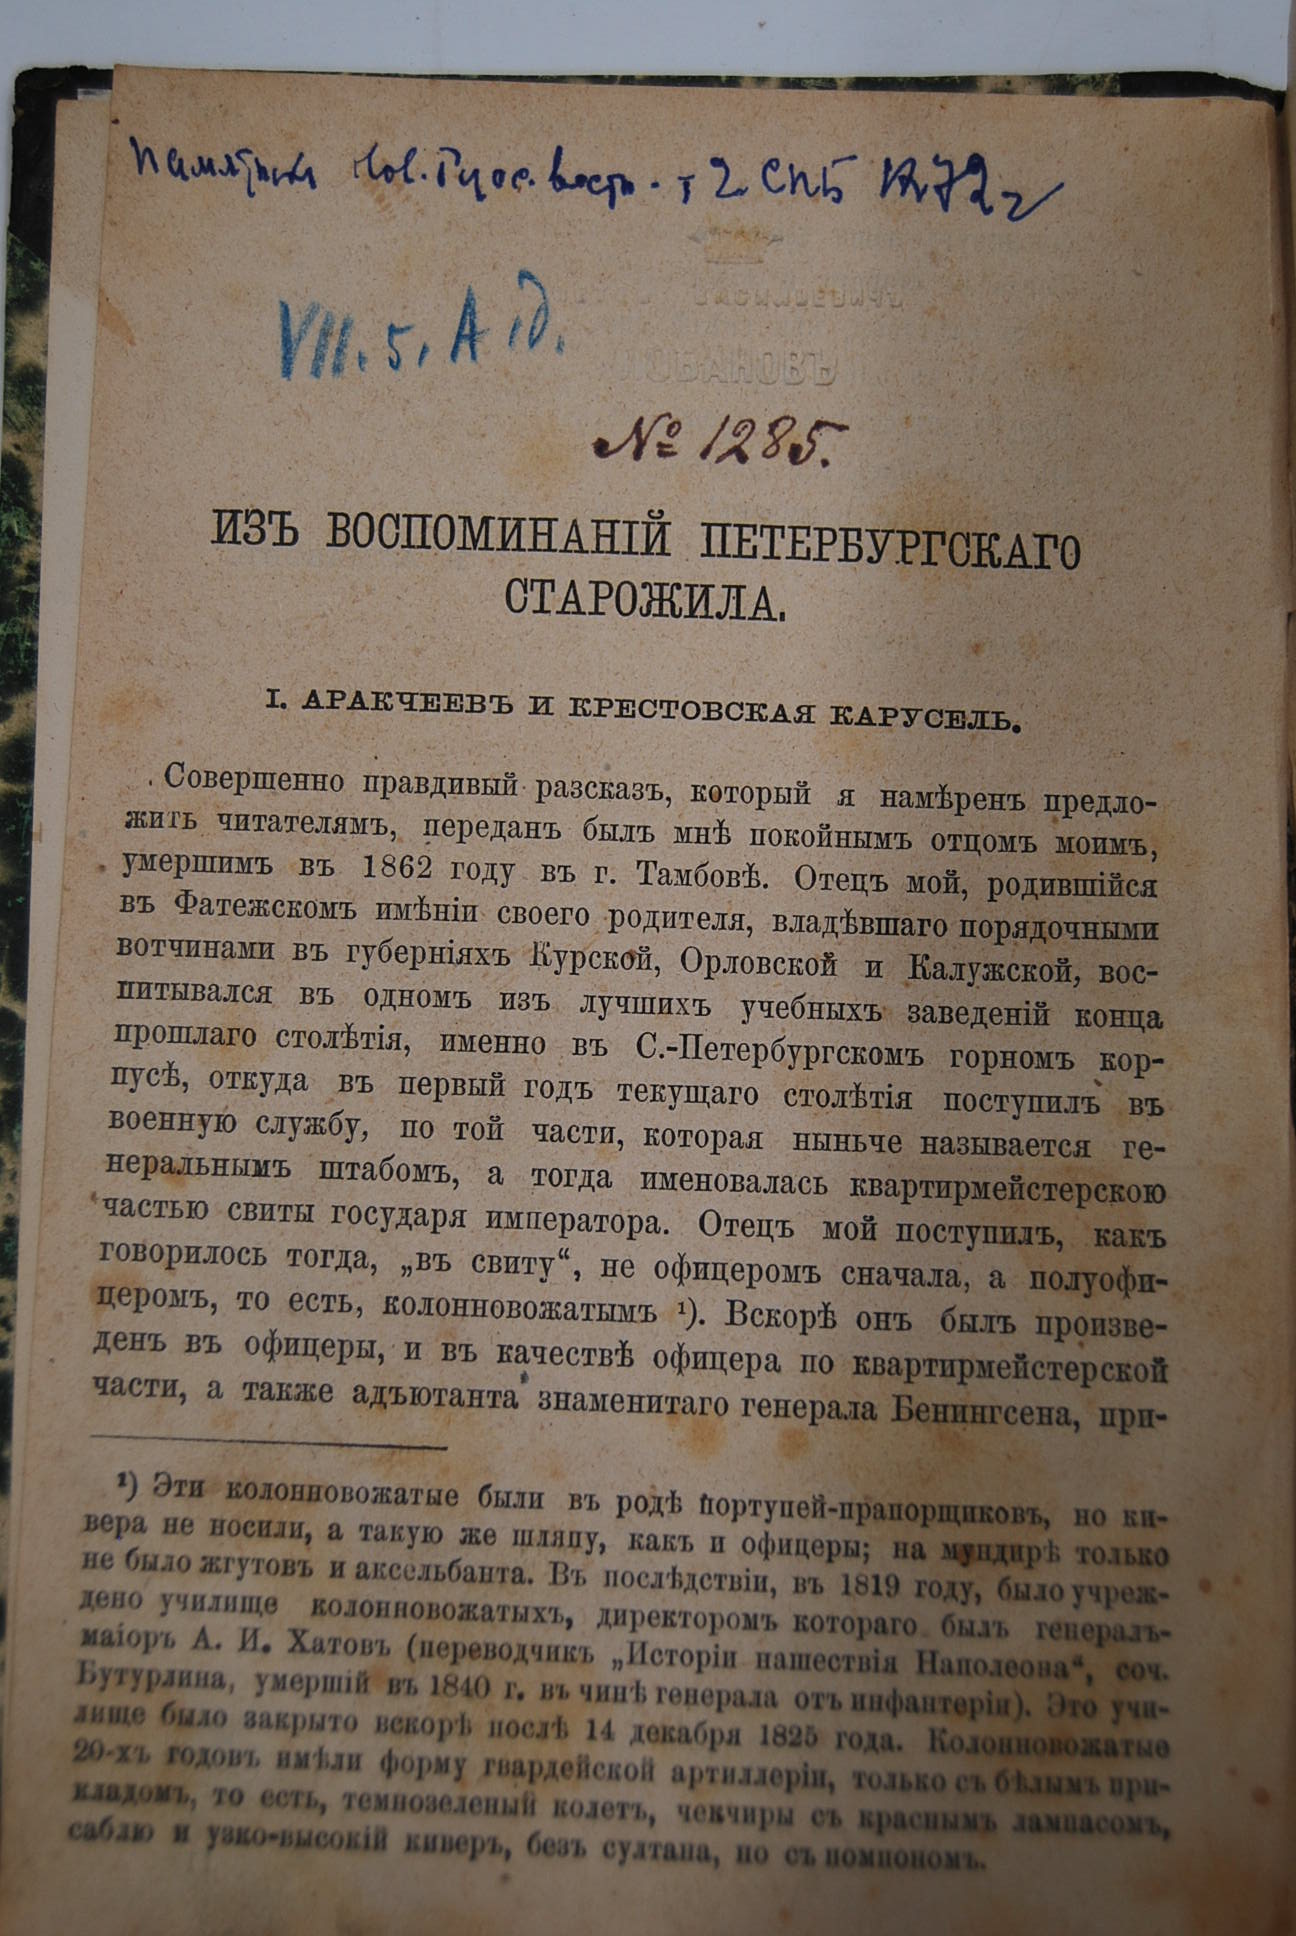 т 2. СПБ 1872 г
ВАСИЛЬЕВИЧЪ
ЛОБАНОВЪ
VII. 5. А д.
№ 1285.
ИЗЪ ВОСПОМИНАНІЙ ПЕТЕРБУРГСКАГО
СТАРОЖИЛА.
I. АРАКЧЕЕВЪ И КРЕСТОВСКАЯ КАРУСЕЛЬ.
Совершенно правдивый разсказъ, который я намѣренъ предло-
жить читателямъ, переданъ былъ мнѣ покойнымъ отцомъ моимъ,
умершимъ въ 1862 году въ г. Тамбовѣ. Отецъ мой, родившійся
въ Фатежскомъ имѣніи своего родителя, владѣвшаго порядочными
вотчинами въ губерніяхъ Курской, Орловской и Калужской, вос-
питывался въ одномъ изъ лучшихъ учебныхъ заведеній конца
прошлаго столѣтія, именно въ С.-Петербургскомъ горномъ кор-
пусѣ, откуда въ первый годъ текущаго столѣтія поступилъ въ
военную службу, по той части, которая ныньче называется ге-
неральнымъ штабомъ, а тогда именовалась квартирмейстерскою
частью свиты государя императора. Отецъ мой поступилъ, какъ
говорилось тогда, „въ свиту“, не офицеромъ сначала, а полуофи-
церомъ, то есть, колонновожатымъ ¹). Вскорѣ онъ былъ произве-
денъ въ офицеры, и въ качествѣ офицера по квартирмейстерской
части, а также адъютанта знаменитаго генерала Бенингсена, при-
¹) Эти колонновожатые были въ родѣ портупей-прапорщиковъ, но ки-
вера не носили, а такую же шляпу, какъ и офицеры; на мундирѣ только
не было жгутовъ и аксельбанта. Въ послѣдствіи, въ 1819 году, было учреж-
дено училище колонновожатыхъ, директоромъ котораго былъ генералъ-
маіоръ А. И. Хатовъ (переводчикъ „Исторіи нашествія Наполеона“, соч.
Бутурлина, умершій въ 1840 г. въ чинѣ генерала отъ инфантеріи). Это учи-
лище было закрыто вскорѣ послѣ 14 декабря 1825 года. Колонновожатые
20-хъ годовъ имѣли форму гвардейской артиллеріи, только съ бѣлымъ при-
кладомъ, то есть, темнозеленый колетъ, чекчиры съ краснымъ лампасомъ,
саблю и узко-высокій киверъ, безъ султана, но съ помпономъ.